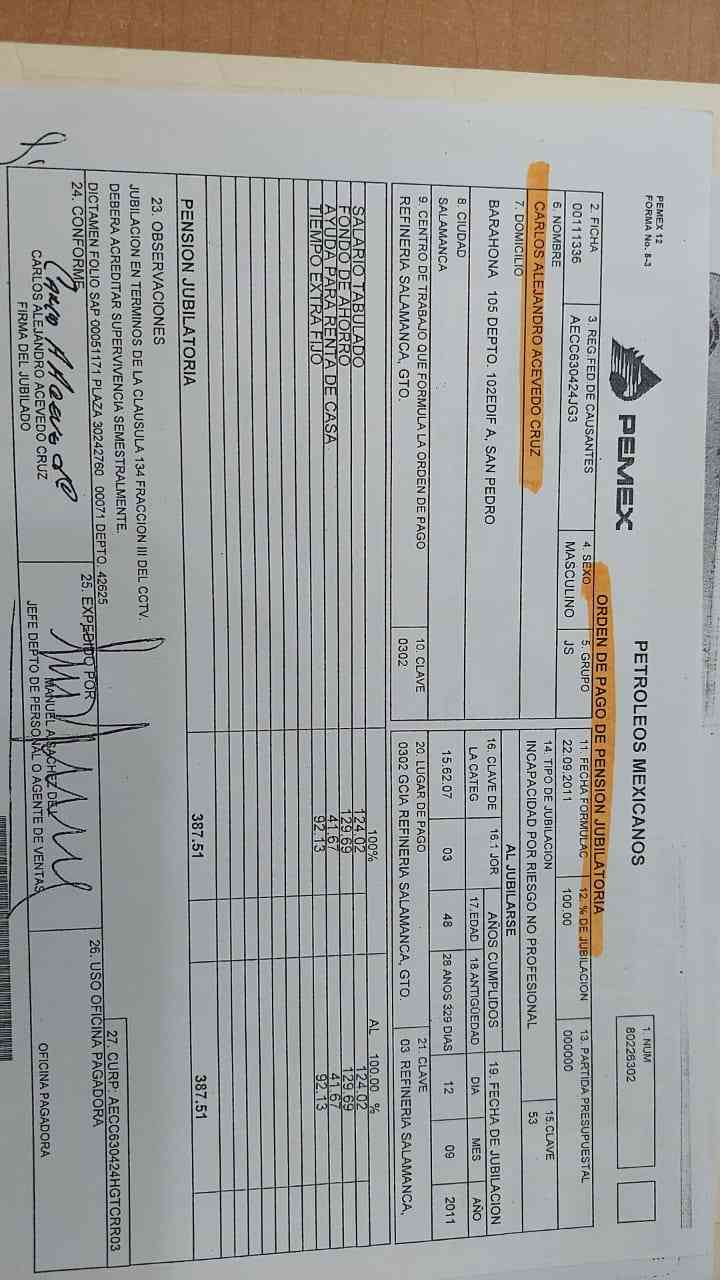 PEMEX 12
FORMA No. 8-3
PEMEX
PETROLEOS MEXICANOS
ORDEN DE PAGO DE PENSION JUBILATORIA
1. NUM
80226302
2. FICHA
00111336
3. REG.FED DE CAUSANTES
AECC630424JG3
4. SEXO
MASCULINO
5. GRUPO
JS
11. FECHA FORMULAC
22.09.2011
12. % DE JUBILACION
100.00
13. PARTIDA PRESUPUESTAL
000000
6. NOMBRE
CARLOS ALEJANDRO ACEVEDO CRUZ
14. TIPO DE JUBILACION
INCAPACIDAD POR RIESGO NO PROFESIONAL
15.CLAVE
53
7. DOMICILIO
BARAHONA 105 DEPTO. 102EDIF A, SAN PEDRO
AL JUBILARSE
16. CLAVE DE
LA CATEG
16.1 JOR
AÑOS CUMPLIDOS
17.EDAD
18.ANTIGÜEDAD
19. FECHA DE JUBILACION
DIA
MES
AÑO
8. CIUDAD
SALAMANCA
15.62.07
03
48
28 ANOS 329 DIAS
12
09
2011
9. CENTRO DE TRABAJO QUE FORMULA LA ORDEN DE PAGO
REFINERIA SALAMANCA, GTO.
10. CLAVE
0302
20. LUGAR DE PAGO
0302 GCIA REFINERIA SALAMANCA, GTO.
21. CLAVE
03 REFINERIA SALAMANCA,
100%
AL 100.00 %
SALARIO TABULADO 124.02 124.02
FONDO DE AHORRO 129.69 129.69
AYUDA PARA RENTA DE CASA 41.67 41.67
TIEMPO EXTRA FIJO 92.13 92.13
PENSION JUBILATORIA 387.51 387.51
23. OBSERVACIONES
JUBILACION EN TERMINOS DE LA CLAUSULA 134 FRACCION III DEL CCTV.
DEBERA ACREDITAR SUPERVIVENCIA SEMESTRALMENTE.
DICTAMEN FOLIO SAP 00051171 PLAZA 30242760 00071 DEPTO. 42625
27. CURP: AECC630424HGTCRR03
24. CONFORME
CARLOS ALEJANDRO ACEVEDO CRUZ
FIRMA DEL JUBILADO
25. EXPEDIDO POR
MANUEL A
JEFE DEPTO DE PERSONAL O AGENTE DE VENTAS
26. USO OFICINA PAGADORA
OFICINA PAGADORA